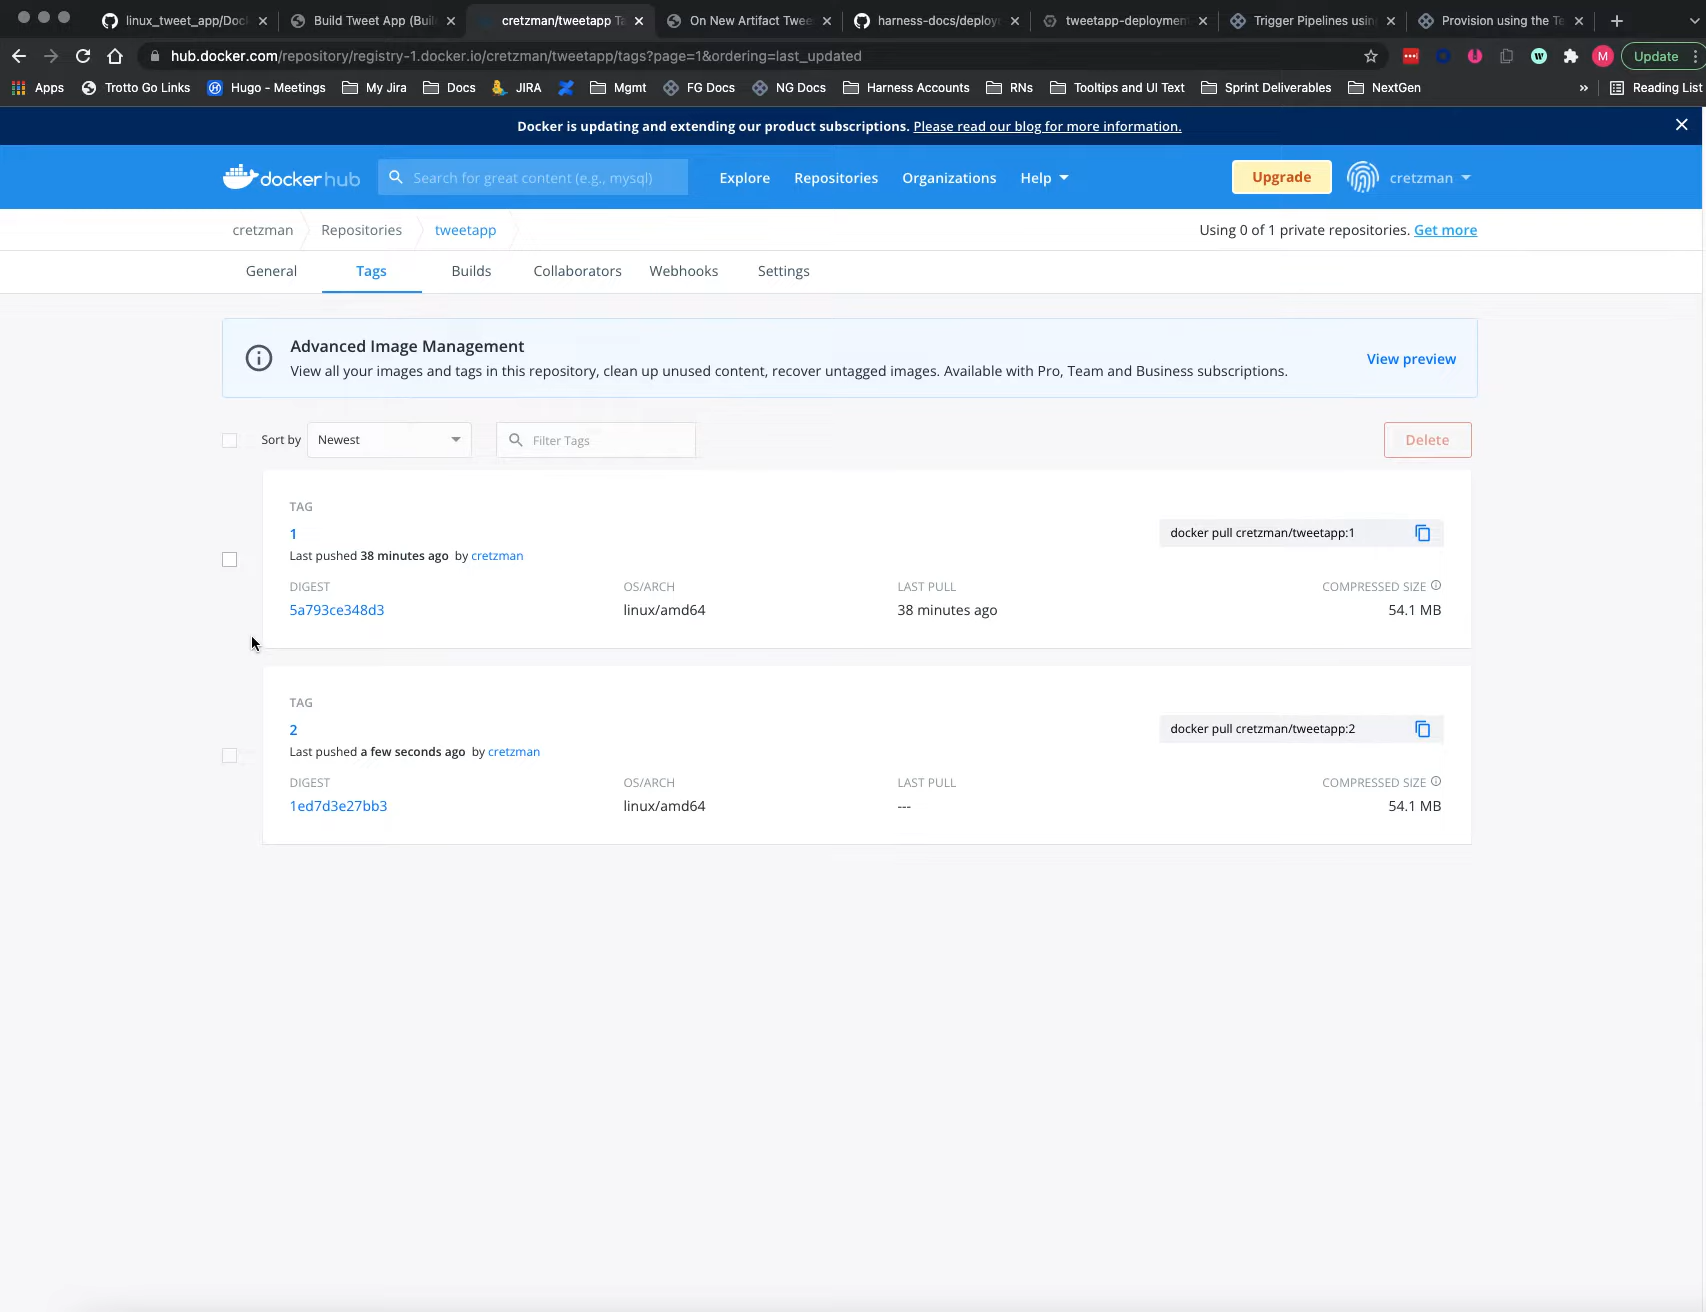 linux_tweet_app/Doc
Build Tweet App (Buil
cretzman/tweetapp Ta
On New Artifact Twee
harness-docs/deploy
tweetapp-deploymen
Trigger Pipelines usin
Provision using the Te
hub.docker.com/repository/registry-1.docker.io/cretzman/tweetapp/tags?page=1&ordering=last_updated
W
M
Update
Apps
Trotto Go Links
Hugo - Meetings
My Jira
Docs
JIRA
Mgmt
FG Docs
NG Docs
Harness Accounts
RNs
Tooltips and UI Text
Sprint Deliverables
NextGen
»
Reading List
Docker is updating and extending our product subscriptions. Please read our blog for more information.
dockerhub
Search for great content (e.g., mysql)
Explore
Repositories
Organizations
Help
Upgrade
cretzman
cretzman
Repositories
tweetapp
Using 0 of 1 private repositories. Get more
General
Tags
Builds
Collaborators
Webhooks
Settings
Advanced Image Management
View all your images and tags in this repository, clean up unused content, recover untagged images. Available with Pro, Team and Business subscriptions.
View preview
Sort by
Newest
Filter Tags
Delete
TAG
1
docker pull cretzman/tweetapp:1
Last pushed 38 minutes ago by cretzman
DIGEST
OS/ARCH
LAST PULL
COMPRESSED SIZE
5a793ce348d3
linux/amd64
38 minutes ago
54.1 MB
TAG
2
docker pull cretzman/tweetapp:2
Last pushed a few seconds ago by cretzman
DIGEST
OS/ARCH
LAST PULL
COMPRESSED SIZE
1ed7d3e27bb3
linux/amd64
---
54.1 MB